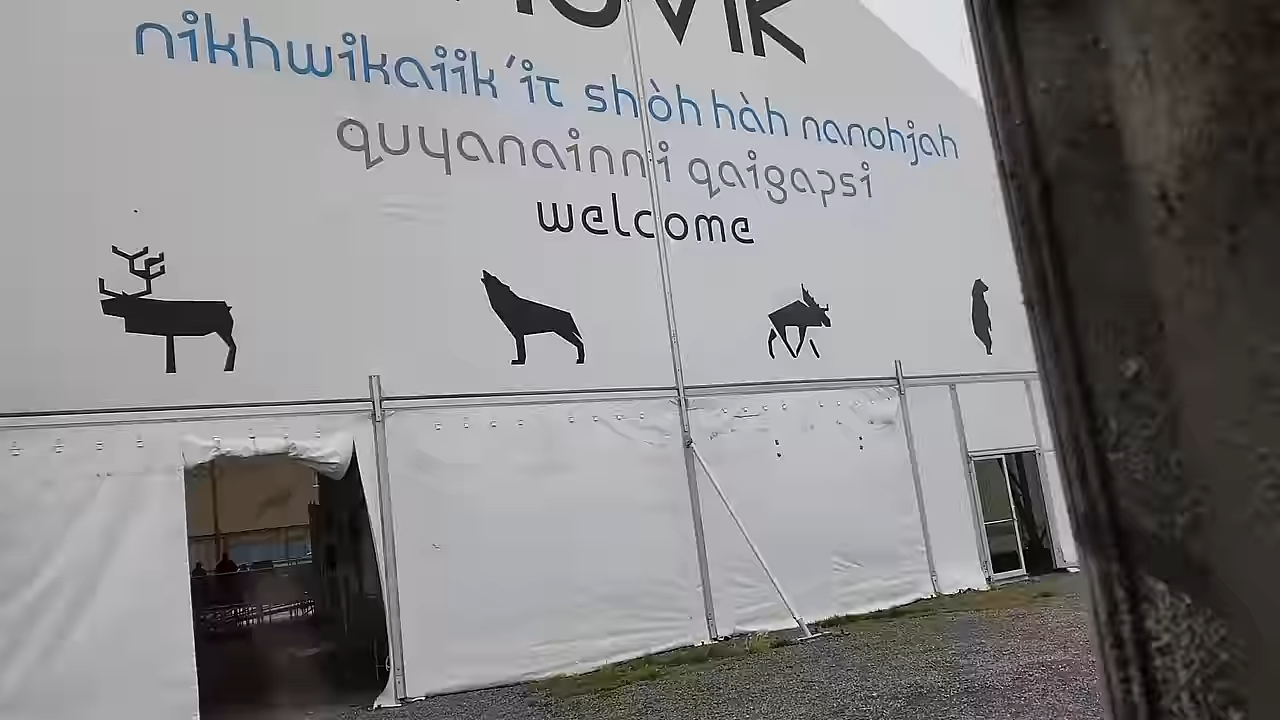 nikhwikaiik'it shòh hàh nanohjah
quyanainni qaigapsi
welcome